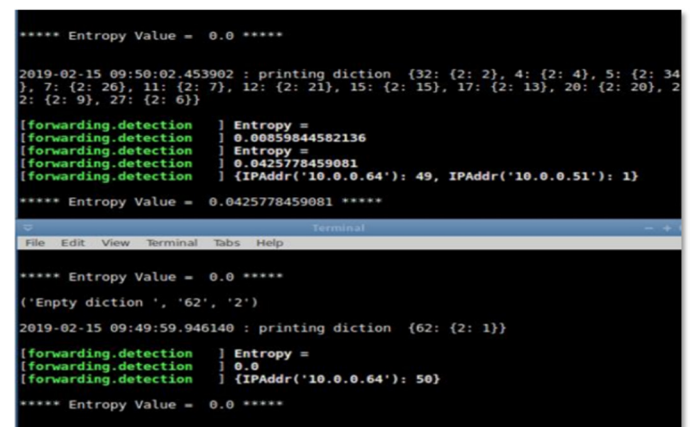 ***** Entropy Value =  0.0 *****
2019-02-15 09:50:02.453902 : printing diction  {32: {2: 2}, 4: {2: 4}, 5: {2: 34
}, 7: {2: 26}, 11: {2: 7}, 12: {2: 21}, 15: {2: 15}, 17: {2: 13}, 20: {2: 20}, 2
2: {2: 9}, 27: {2: 6}}
[forwarding.detection    ] Entropy =
[forwarding.detection    ] 0.00859844582136
[forwarding.detection    ] Entropy =
[forwarding.detection    ] 0.0425778459081
[forwarding.detection    ] {IPAddr('10.0.0.64'): 49, IPAddr('10.0.0.51'): 1}
***** Entropy Value =  0.0425778459081 *****
Terminal
File Edit View Terminal Tabs Help
***** Entropy Value =  0.0 *****
('Enpty diction ', '62', '2')
2019-02-15 09:49:59.946140 : printing diction  {62: {2: 1}}
[forwarding.detection    ] Entropy =
[forwarding.detection    ] 0.0
[forwarding.detection    ] {IPAddr('10.0.0.64'): 50}
***** Entropy Value =  0.0 *****